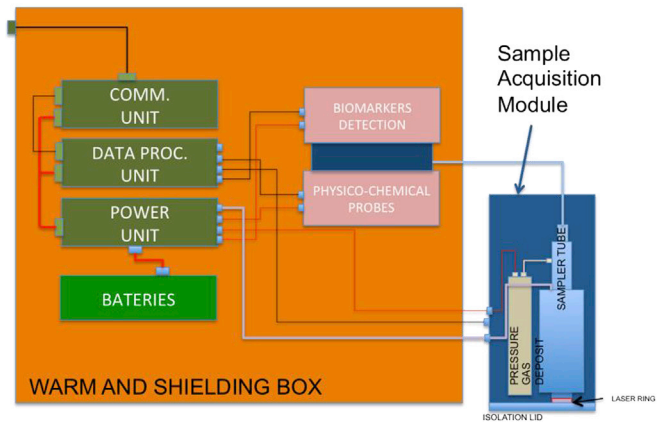 Sample
Acquisition
Module
COMM.
UNIT
BIOMARKERS
DETECTION
DATA PROC.
UNIT
PHYSICO-CHEMICAL
PROBES
POWER
UNIT
BATERIES
SAMPLER TUBE
PRESSURE
GAS
DEPOSIT
WARM AND SHIELDING BOX
LASER RING
ISOLATION LID